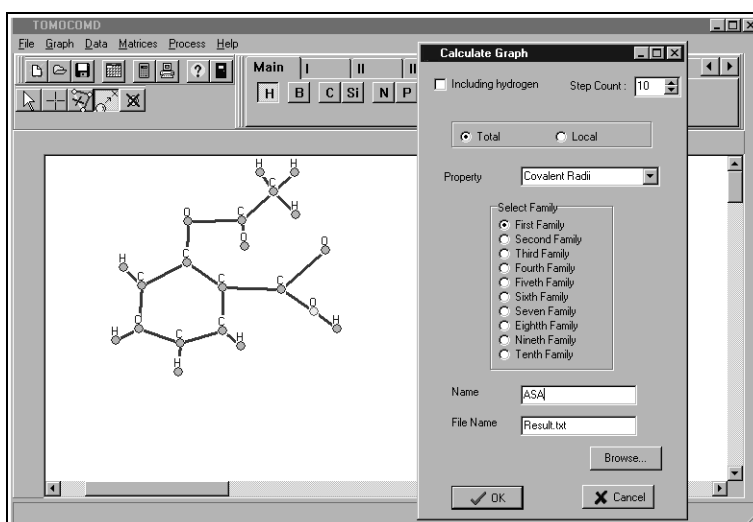 TOMOCOMD
File Graph Data Matrices Process Help
Calculate Graph
Main I II II
H B C Si N P
Including hydrogen Step Count : 10
Total Local
Property Covalent Radii
Select Family
First Family
Second Family
Third Family
Fourth Family
Fiveth Family
Sixth Family
Seven Family
Eightth Family
Nineth Family
Tenth Family
Name ASA
File Name Result.txt
Browse...
OK Cancel
H H
C
O C H
O O
H C
C C C
O
C C H
H C H
H